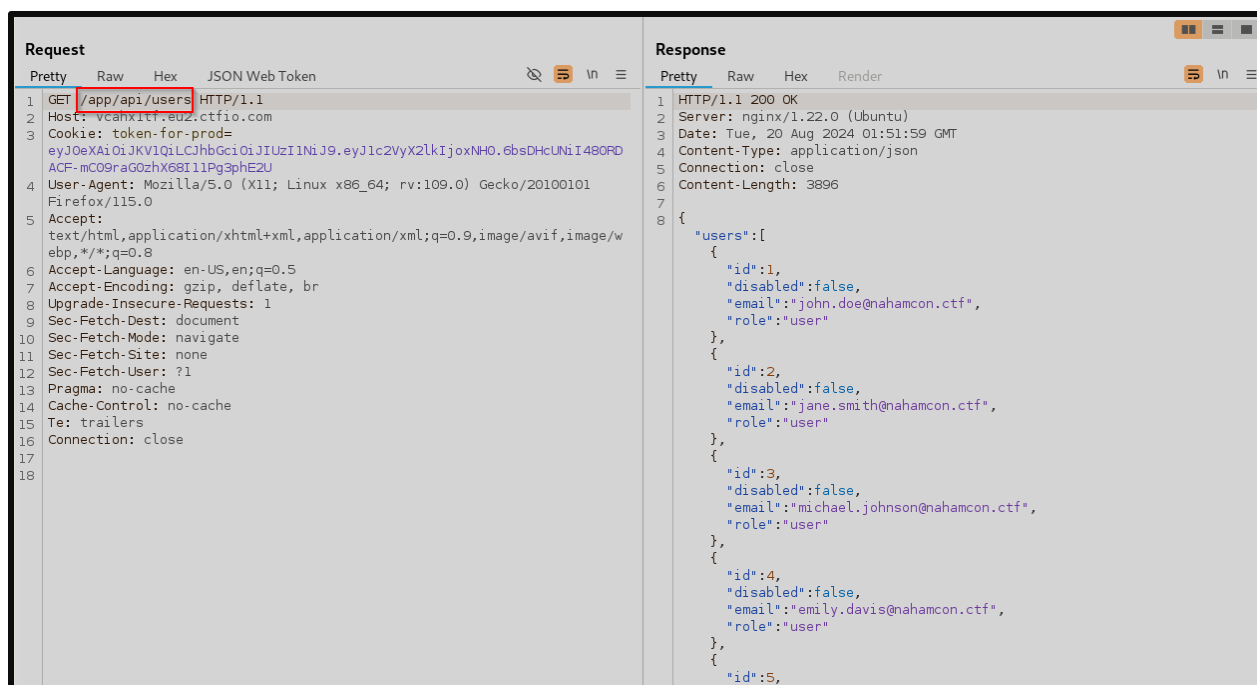 Request
Pretty Raw Hex JSON Web Token \n
1 GET /app/api/users HTTP/1.1
2 Host: vcahx1tf.eu2.ctfio.com
3 Cookie: token-for-prod=
eyJ0eXAiOiJKV1QiLCJhbGciOiJIUzI1NiJ9.eyJ1c2VyX2lkIjoxNH0.6bsDHcUNiI480RD
ACF-mC09raG0zhX68I1lPg3phE2U
4 User-Agent: Mozilla/5.0 (X11; Linux x86_64; rv:109.0) Gecko/20100101
Firefox/115.0
5 Accept:
text/html,application/xhtml+xml,application/xml;q=0.9,image/avif,image/w
ebp,*/*;q=0.8
6 Accept-Language: en-US,en;q=0.5
7 Accept-Encoding: gzip, deflate, br
8 Upgrade-Insecure-Requests: 1
9 Sec-Fetch-Dest: document
10 Sec-Fetch-Mode: navigate
11 Sec-Fetch-Site: none
12 Sec-Fetch-User: ?1
13 Pragma: no-cache
14 Cache-Control: no-cache
15 Te: trailers
16 Connection: close
17
18
Response
Pretty Raw Hex Render \n
1 HTTP/1.1 200 OK
2 Server: nginx/1.22.0 (Ubuntu)
3 Date: Tue, 20 Aug 2024 01:51:59 GMT
4 Content-Type: application/json
5 Connection: close
6 Content-Length: 3896
7
8 {
"users":[
{
"id":1,
"disabled":false,
"email":"john.doe@nahamcon.ctf",
"role":"user"
},
{
"id":2,
"disabled":false,
"email":"jane.smith@nahamcon.ctf",
"role":"user"
},
{
"id":3,
"disabled":false,
"email":"michael.johnson@nahamcon.ctf",
"role":"user"
},
{
"id":4,
"disabled":false,
"email":"emily.davis@nahamcon.ctf",
"role":"user"
},
{
"id":5,